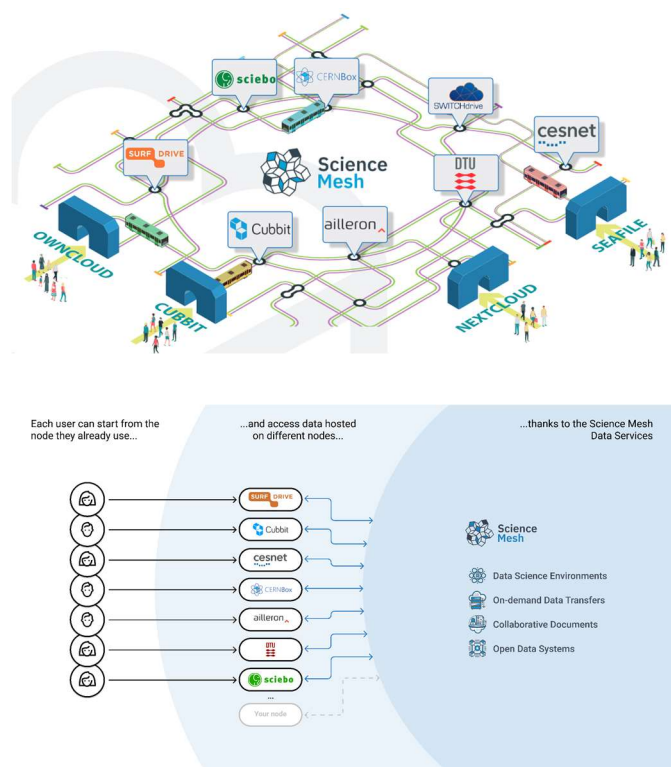 sciebo
CERNBox
SWITCHdrive
cesnet
SURF DRIVE
Science
Mesh
DTU
Cubbit
ailleron
OWNCLOUD
CUBBIT
NEXTCLOUD
SEAFILE
Each user can start from the
node they already use...
...and access data hosted
on different nodes...
...thanks to the Science Mesh
Data Services
SURF DRIVE
Cubbit
cesnet
CERNBox
ailleron
DTU
sciebo
...
Your node
Science
Mesh
Data Science Environments
On-demand Data Transfers
Collaborative Documents
Open Data Systems